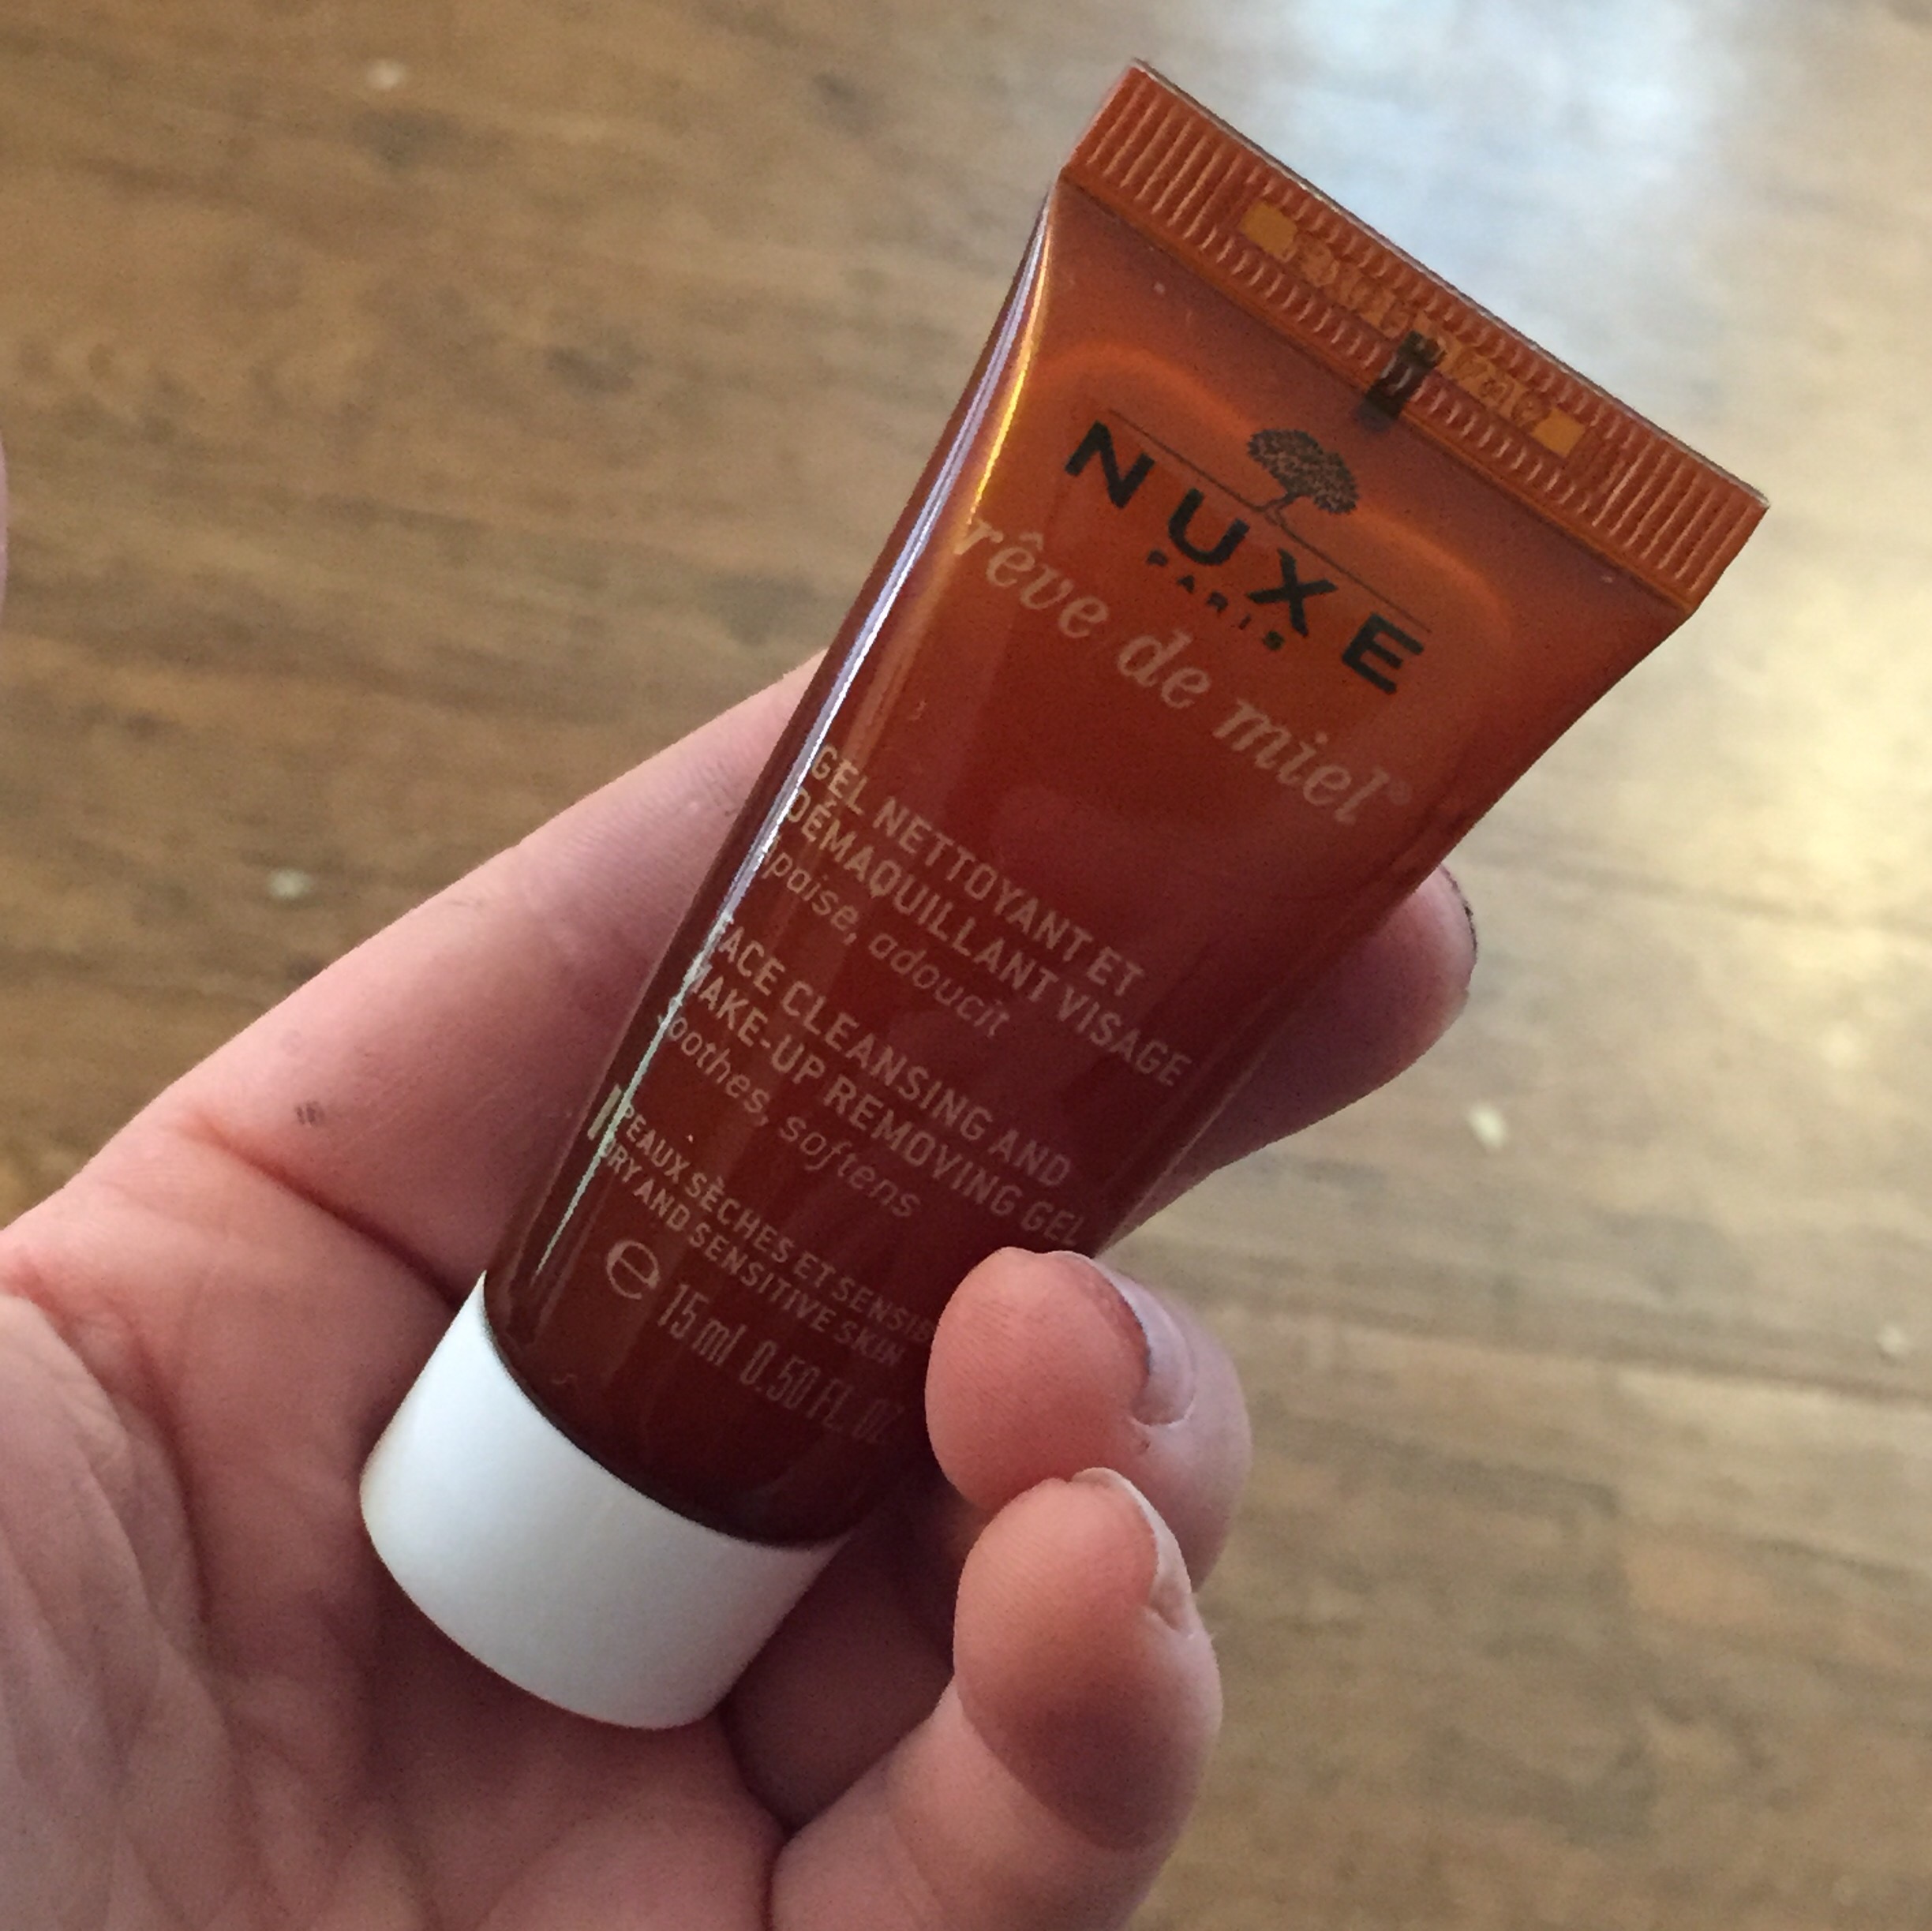 NUXE
PARIS
rêve de miel®
GEL NETTOYANT ET
DÉMAQUILLANT VISAGE
apaise, adoucit
FACE CLEANSING AND
MAKE-UP REMOVING GEL
soothes, softens
PEAUX SÈCHES ET SENSIB
DRY AND SENSITIVE SKIN
℮ 15 ml 0.50 FL. OZ